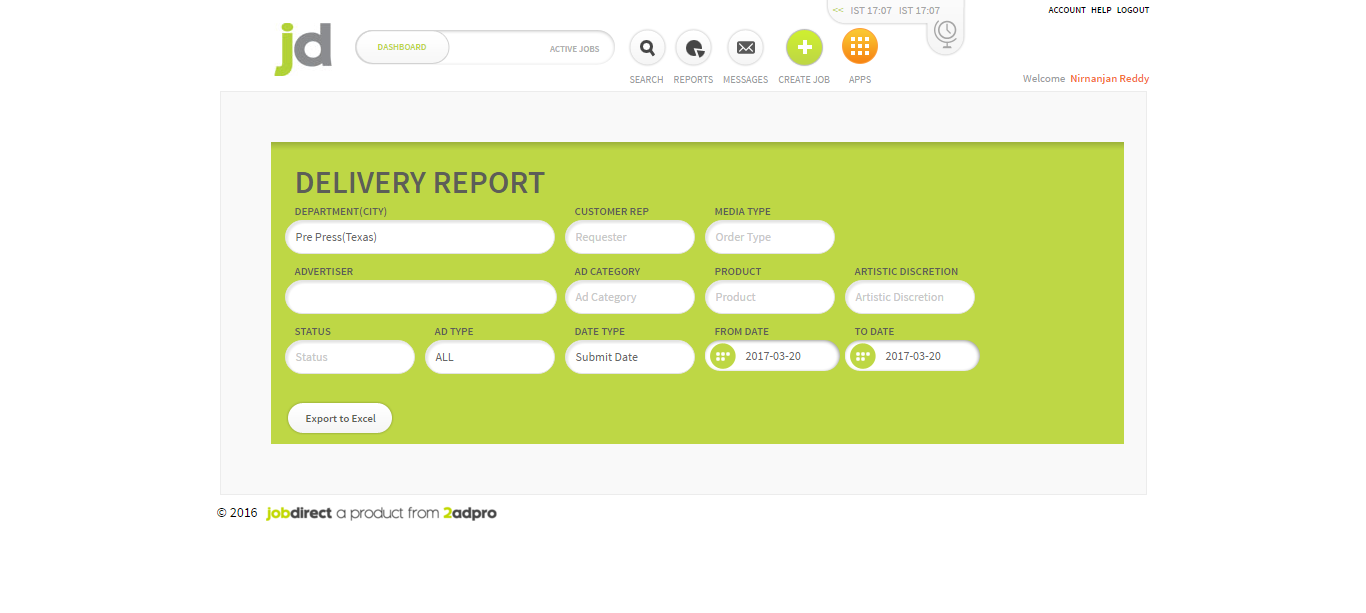 << IST 17:07 IST 17:07
ACCOUNT HELP LOGOUT
jd
DASHBOARD
ACTIVE JOBS
SEARCH REPORTS MESSAGES CREATE JOB APPS
Welcome Nirnanjan Reddy
DELIVERY REPORT
DEPARTMENT(CITY) CUSTOMER REP MEDIA TYPE
Pre Press(Texas) Requester Order Type
ADVERTISER AD CATEGORY PRODUCT ARTISTIC DISCRETION
Ad Category Product Artistic Discretion
STATUS AD TYPE DATE TYPE FROM DATE TO DATE
Status ALL Submit Date 2017-03-20 2017-03-20
Export to Excel
© 2016 jobdirect a product from 2adpro